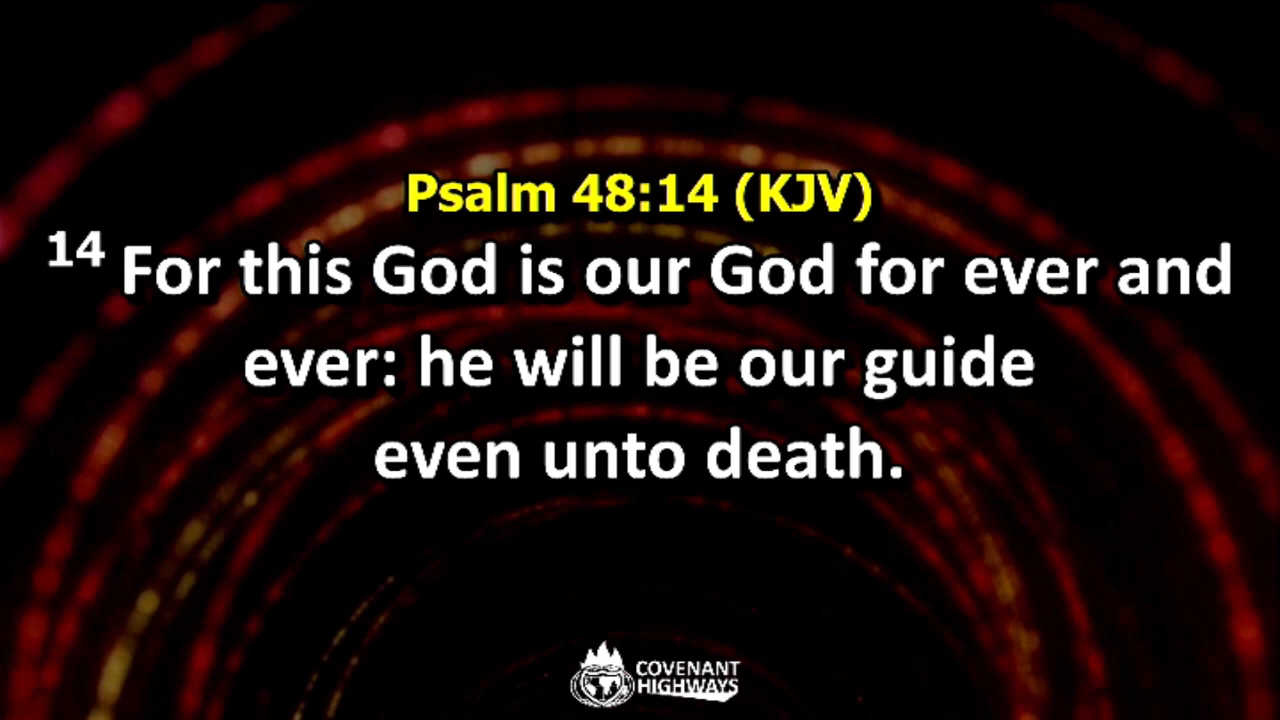 Psalm 48:14 (KJV)
14 For this God is our God for ever and
ever: he will be our guide
even unto death.
COVENANT
HIGHWAYS